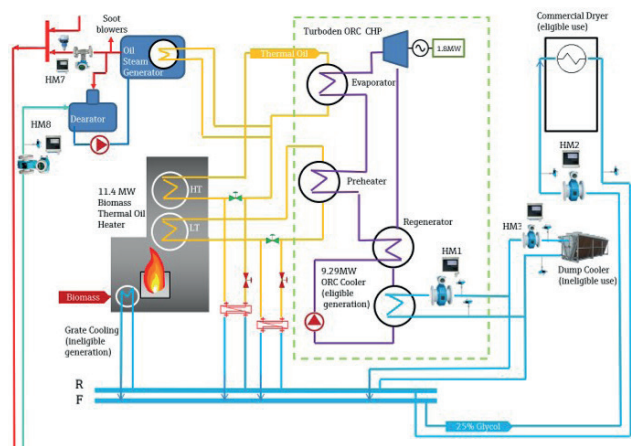 Soot
blowers
HM7
Oil
Steam
Generator
Dearator
HM8
Thermal Oil
Turboden ORC CHP
1.8MW
Evaporator
Commercial Dryer
(eligible use)
HM2
11.4 MW
Biomass
Thermal Oil
Heater
HT
LT
Preheater
Regenerator
HM3
HM1
Dump Cooler
(ineligible use)
9.29MW
ORC Cooler
(eligible
generation)
Biomass
Grate Cooling
(ineligible
generation)
R
F
25% Glycol